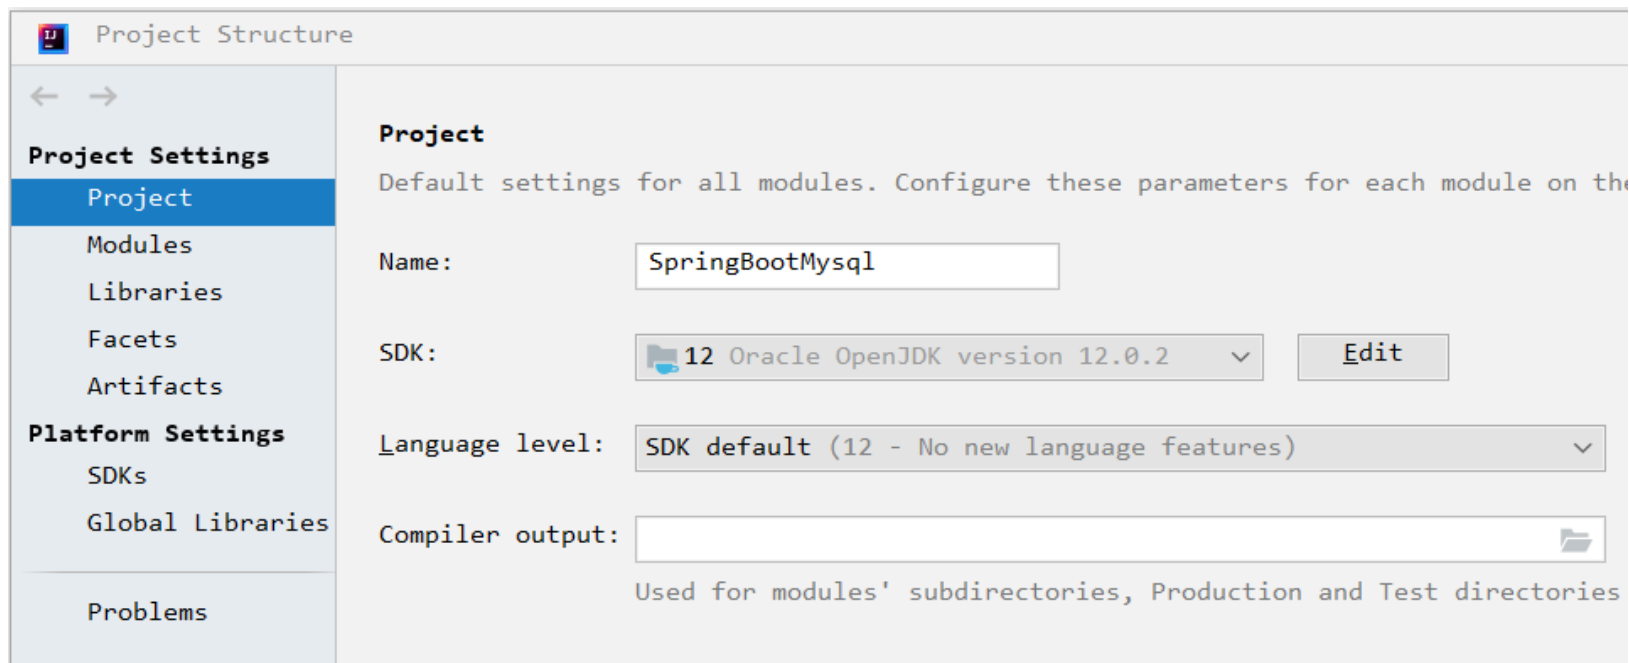 Project Structure
Project Settings
Project
Modules
Libraries
Facets
Artifacts
Platform Settings
SDKs
Global Libraries
Problems
Project
Default settings for all modules. Configure these parameters for each module on the
Name: SpringBootMysql
SDK: 12 Oracle OpenJDK version 12.0.2 Edit
Language level: SDK default (12 - No new language features)
Compiler output:
Used for modules' subdirectories, Production and Test directories